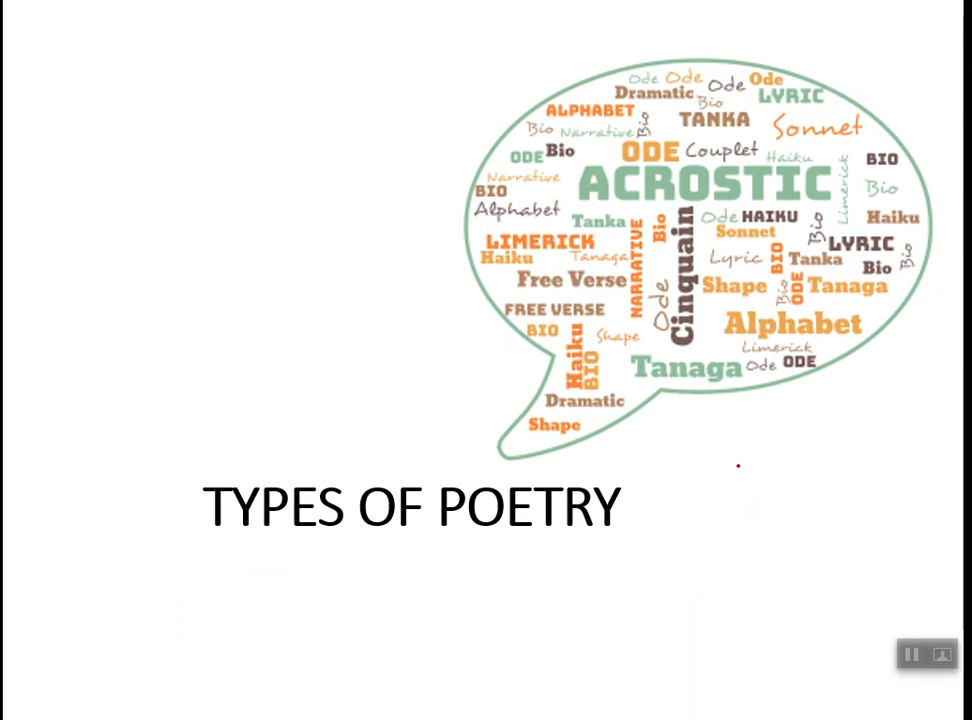 Ode Ode Ode Ode
Dramatic Bio LYRIC
ALPHABET Bio TANKA Sonnet
Bio Narrative
ODE Bio ODE Couplet Haiku Limerick BIO
Narrative ACROSTIC Bio
BIO
Alphabet Tanka Bio Cinquain Ode HAIKU Bio Haiku
Sonnet
LIMERICK NARRATIVE LYRIC
Haiku Tanaga Lyric BIO Tanka Bio Bio
Free Verse Ode Shape Bio ODE Tanaga
FREE VERSE
BIO Haiku Shape Alphabet
Limerick
BIO Tanaga Ode ODE
Dramatic
Shape
TYPES OF POETRY